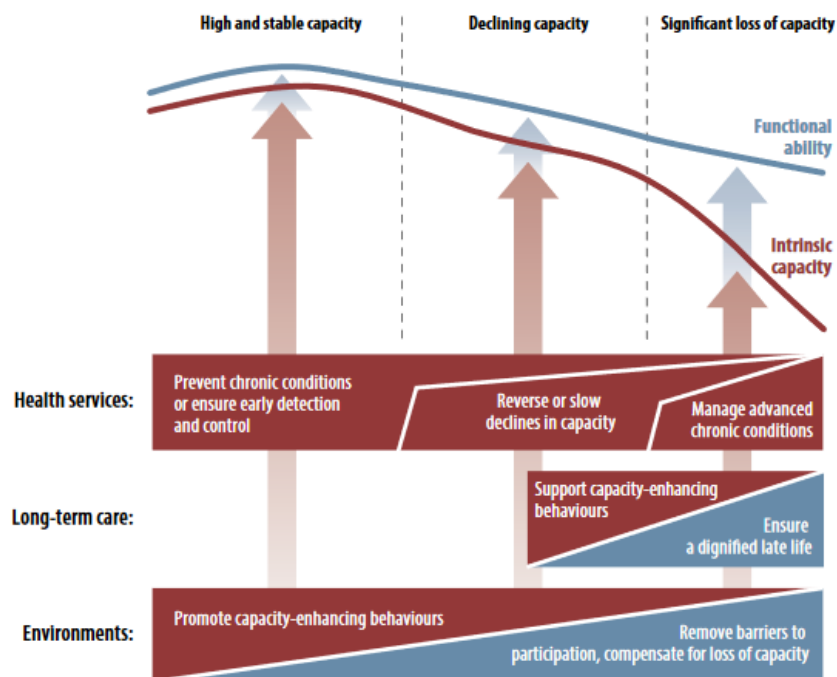 High and stable capacity
Declining capacity
Significant loss of capacity
Functional
ability
Intrinsic
capacity
Health services:
Prevent chronic conditions
or ensure early detection
and control
Reverse or slow
declines in capacity
Manage advanced
chronic conditions
Long-term care:
Support capacity-enhancing
behaviours
Ensure
a dignified late life
Environments:
Promote capacity-enhancing behaviours
Remove barriers to
participation, compensate for loss of capacity